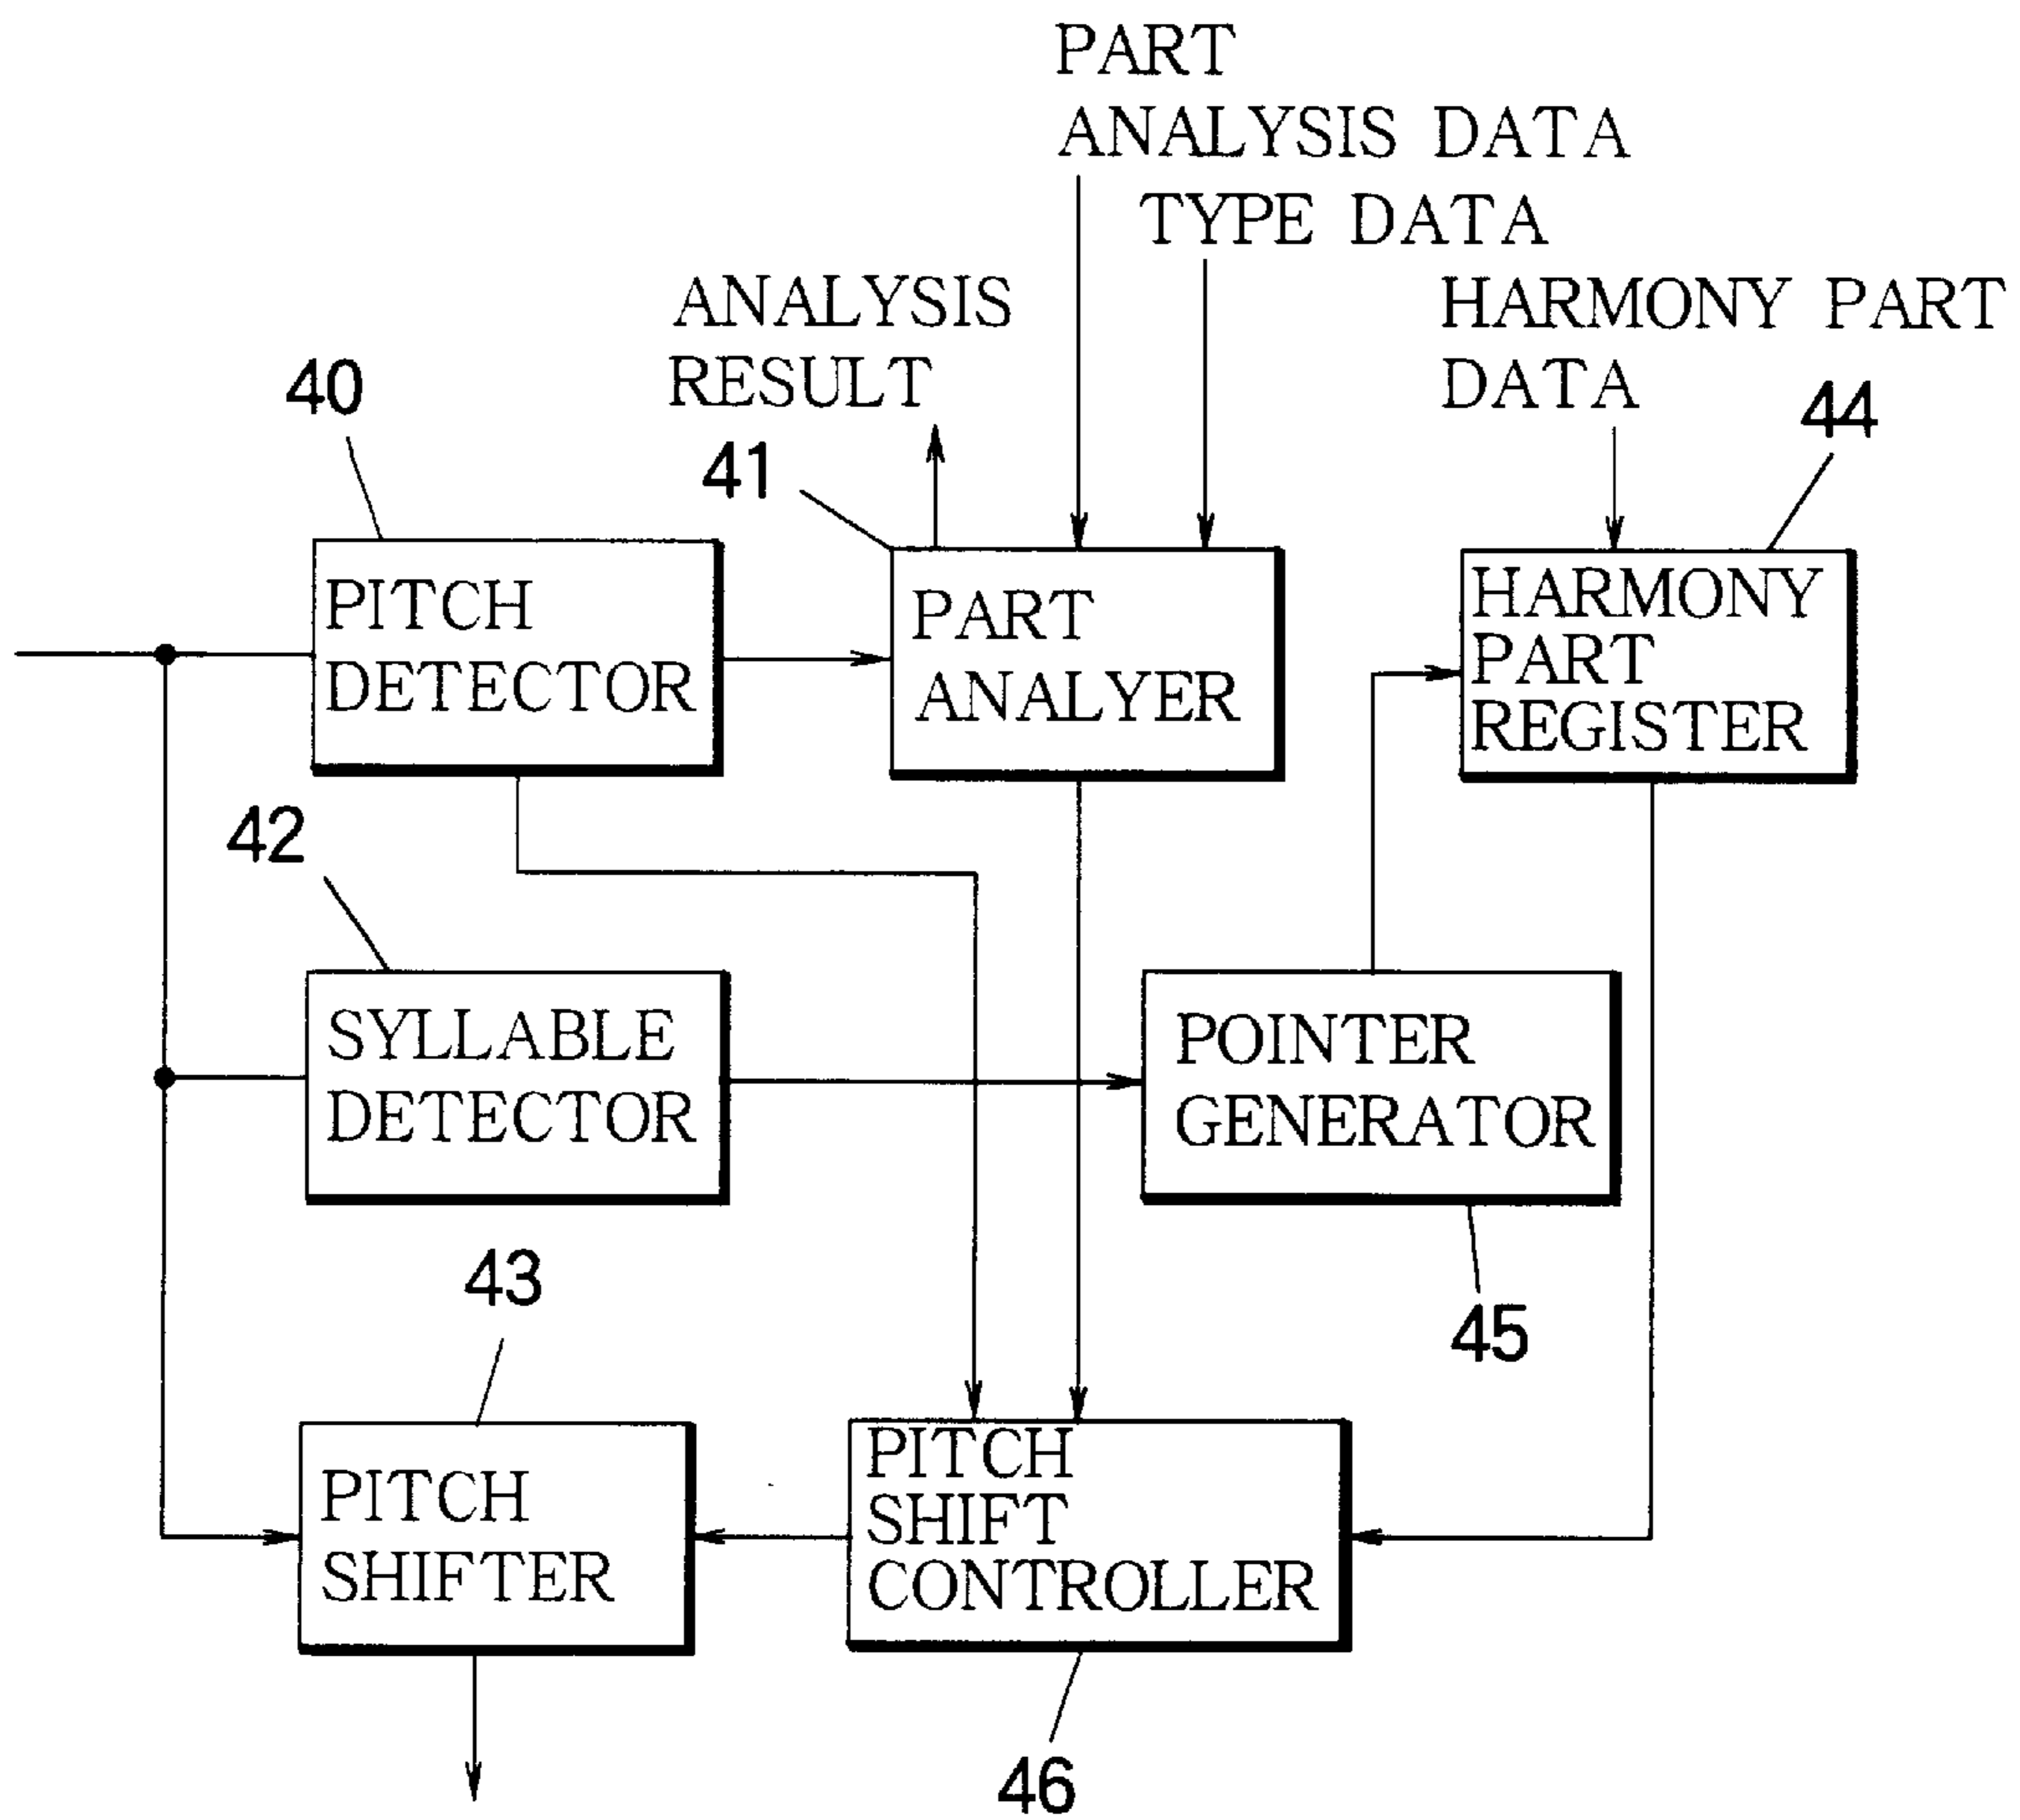 PART
ANALYSIS DATA
TYPE DATA
ANALYSIS
RESULT
HARMONY PART
DATA
40
41
44
PITCH
DETECTOR
PART
ANALYER
HARMONY
PART
REGISTER
42
SYLLABLE
DETECTOR
POINTER
GENERATOR
43
45
PITCH
SHIFTER
PITCH
SHIFT
CONTROLLER
46